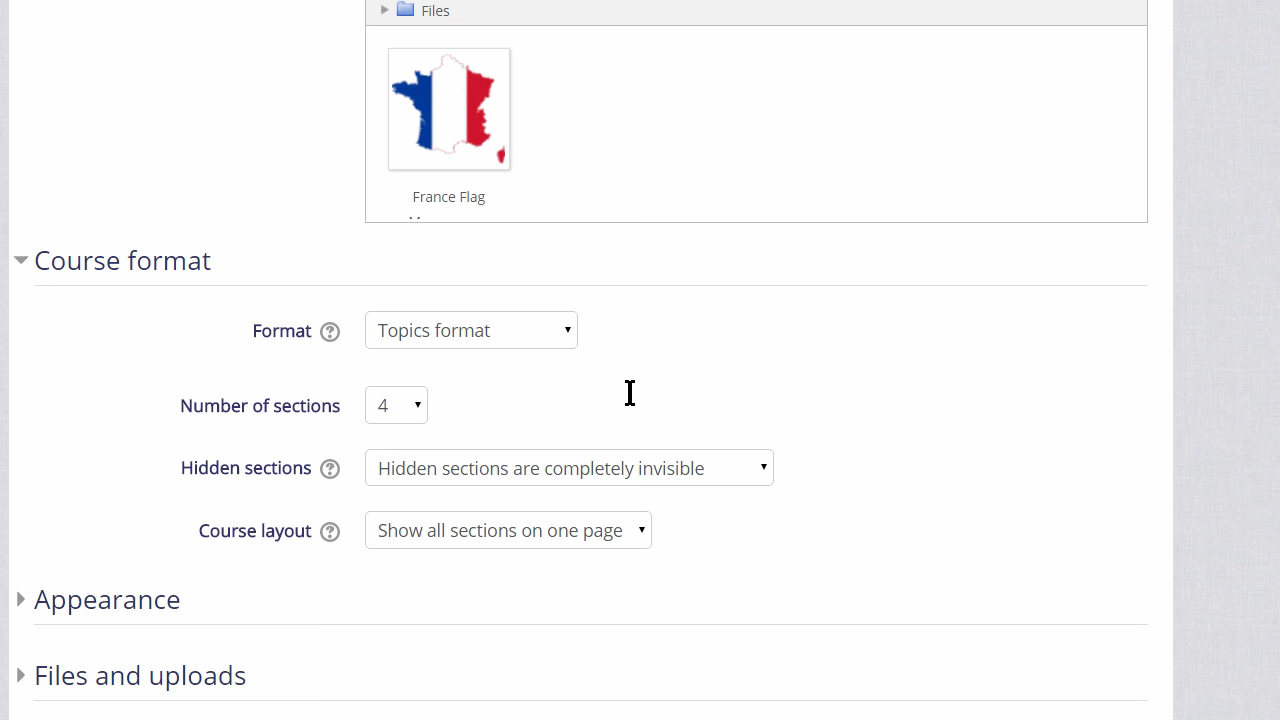 Files
France Flag
Course format
Format
Topics format
Number of sections
4
Hidden sections
Hidden sections are completely invisible
Course layout
Show all sections on one page
Appearance
Files and uploads